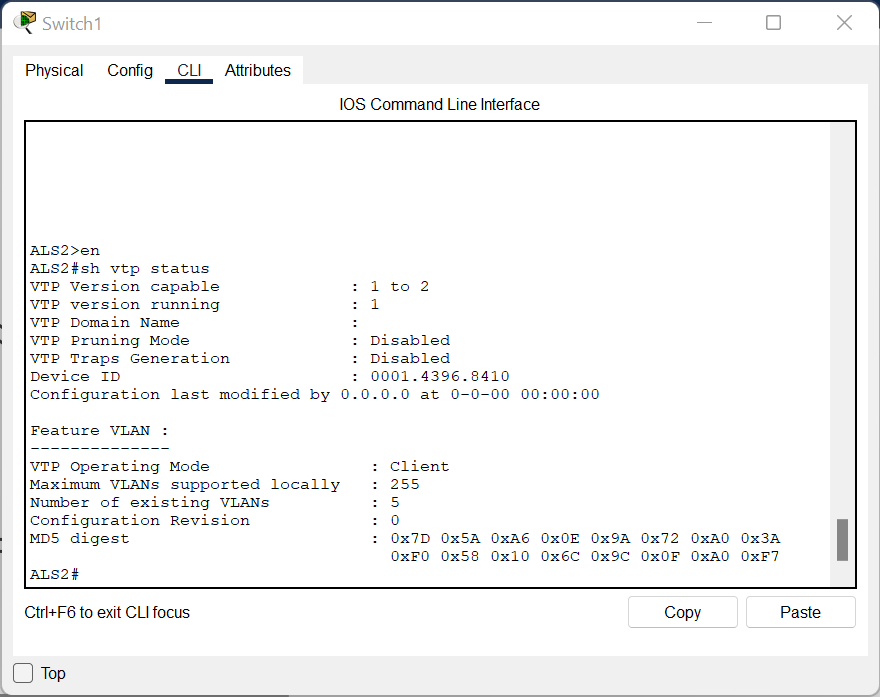 Switch1
Physical Config CLI Attributes
IOS Command Line Interface
ALS2>en
ALS2#sh vtp status
VTP Version capable : 1 to 2
VTP version running : 1
VTP Domain Name :
VTP Pruning Mode : Disabled
VTP Traps Generation : Disabled
Device ID : 0001.4396.8410
Configuration last modified by 0.0.0.0 at 0-0-00 00:00:00
Feature VLAN :
--------------
VTP Operating Mode : Client
Maximum VLANs supported locally : 255
Number of existing VLANs : 5
Configuration Revision : 0
MD5 digest : 0x7D 0x5A 0xA6 0x0E 0x9A 0x72 0xA0 0x3A
0xF0 0x58 0x10 0x6C 0x9C 0x0F 0xA0 0xF7
ALS2#
Ctrl+F6 to exit CLI focus
Copy Paste
Top